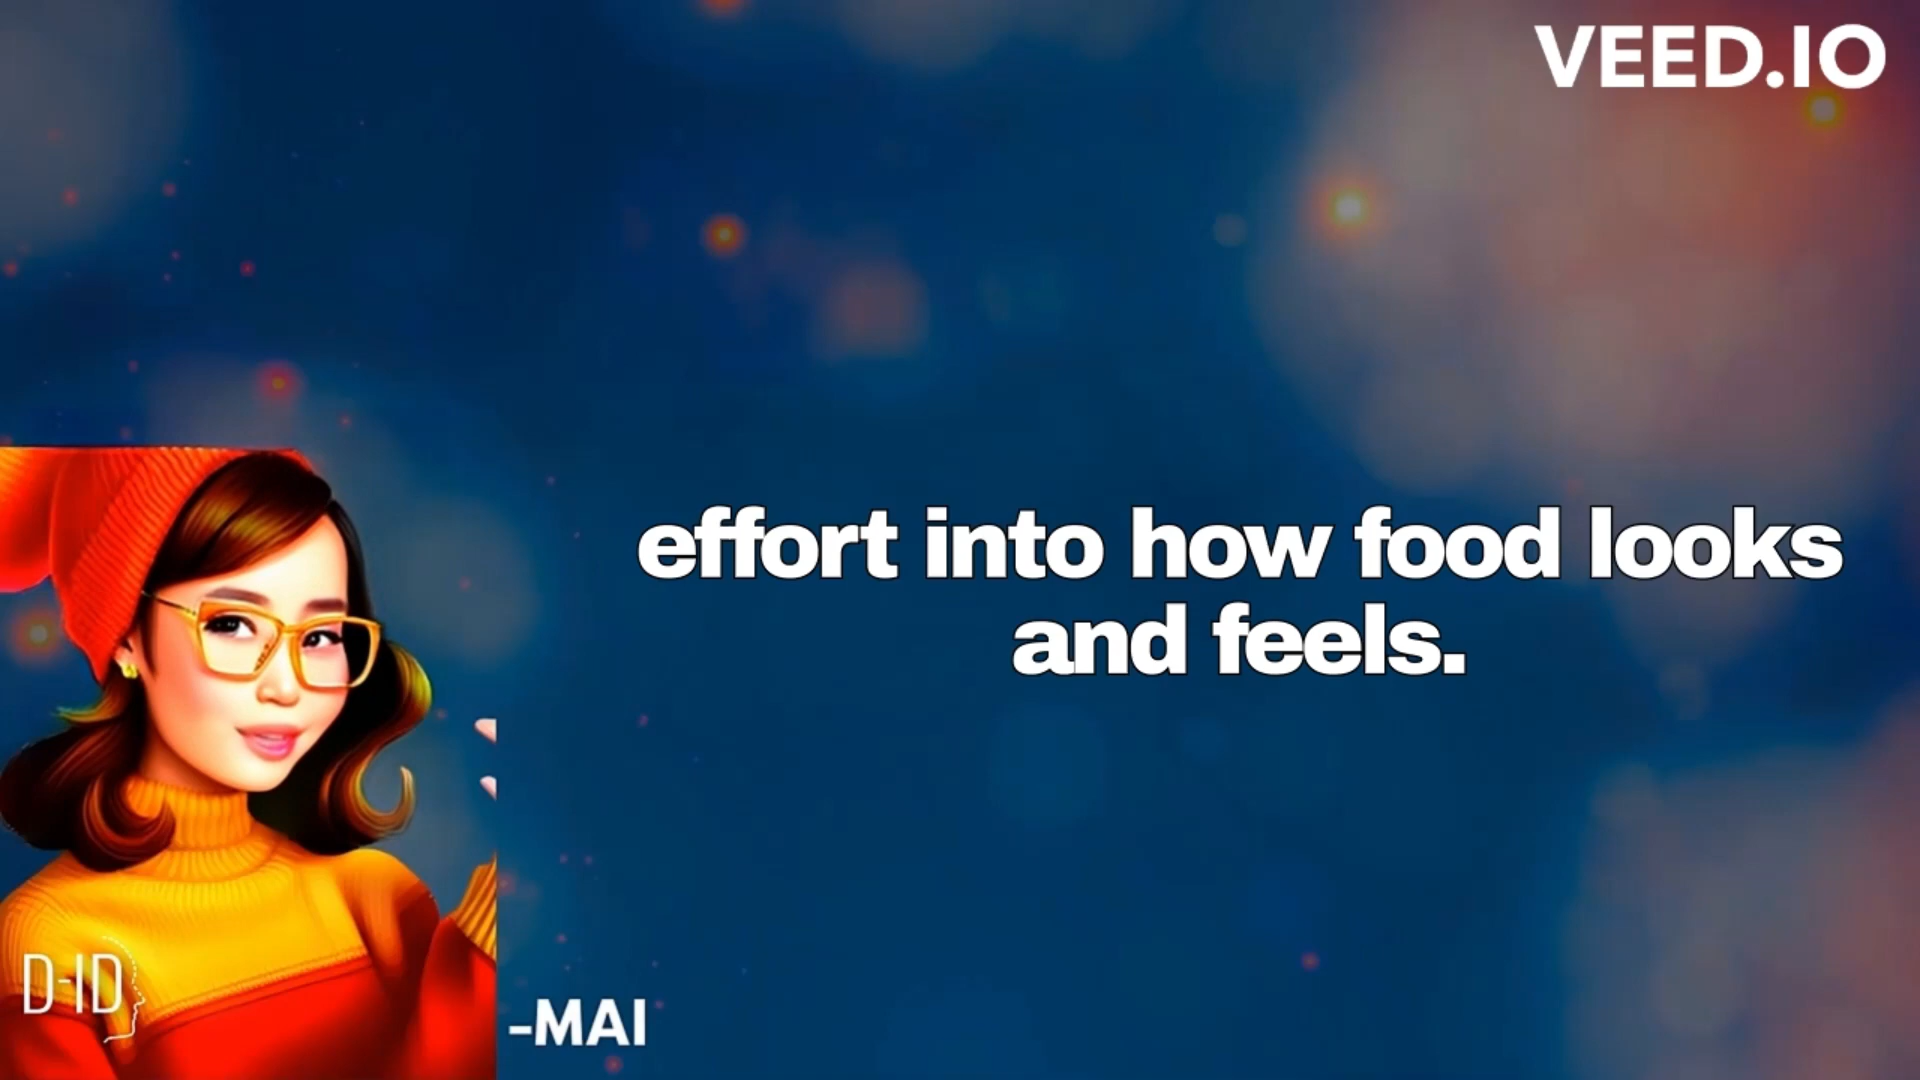 VEED.IO
effort into how food looks
and feels.
D-ID
-MAI